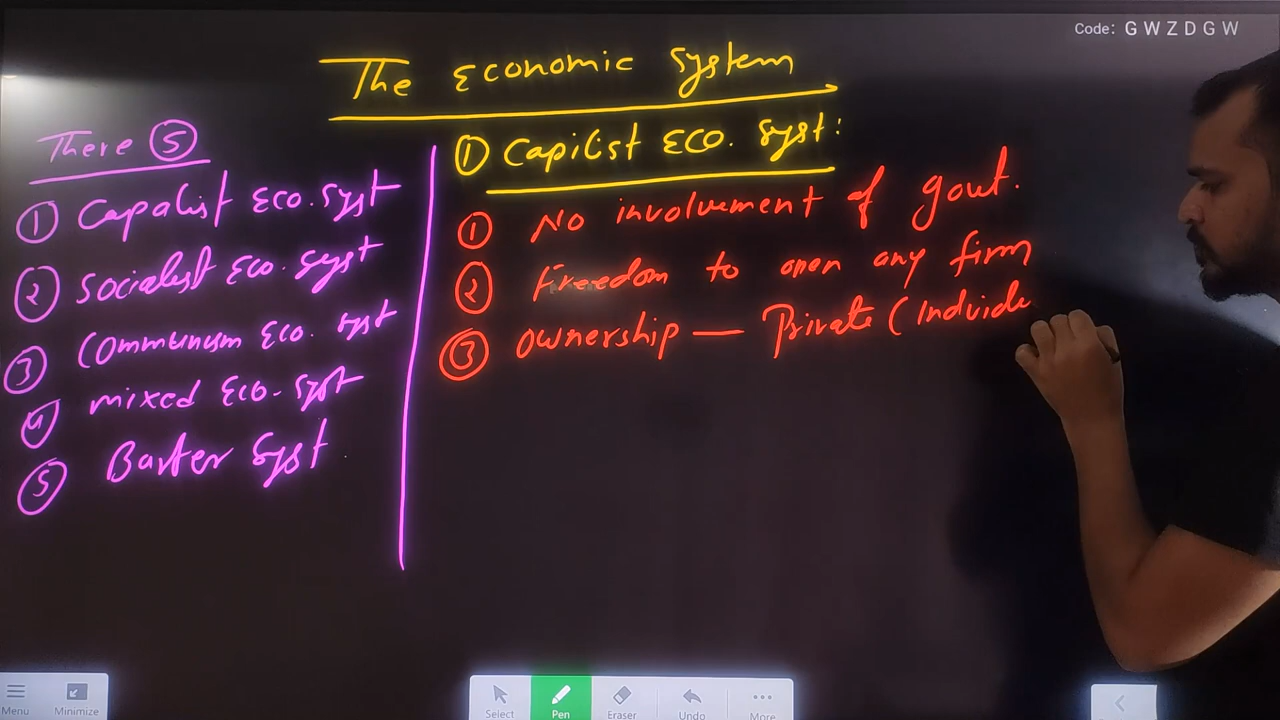 Code: G W Z D G W
The Economic System
There ⑤
① Capalist Eco. Syst
② Socialist Eco. Syst
③ Communism Eco. Syst
④ mixed Eco. Syst
⑤ Barter Syst
① Capilist Eco. Syst:
① No involvement of govt.
② Freedom to open any firm
③ Ownership — Private (Individe
Menu
Minimize
Select
Pen
Eraser
Undo
More